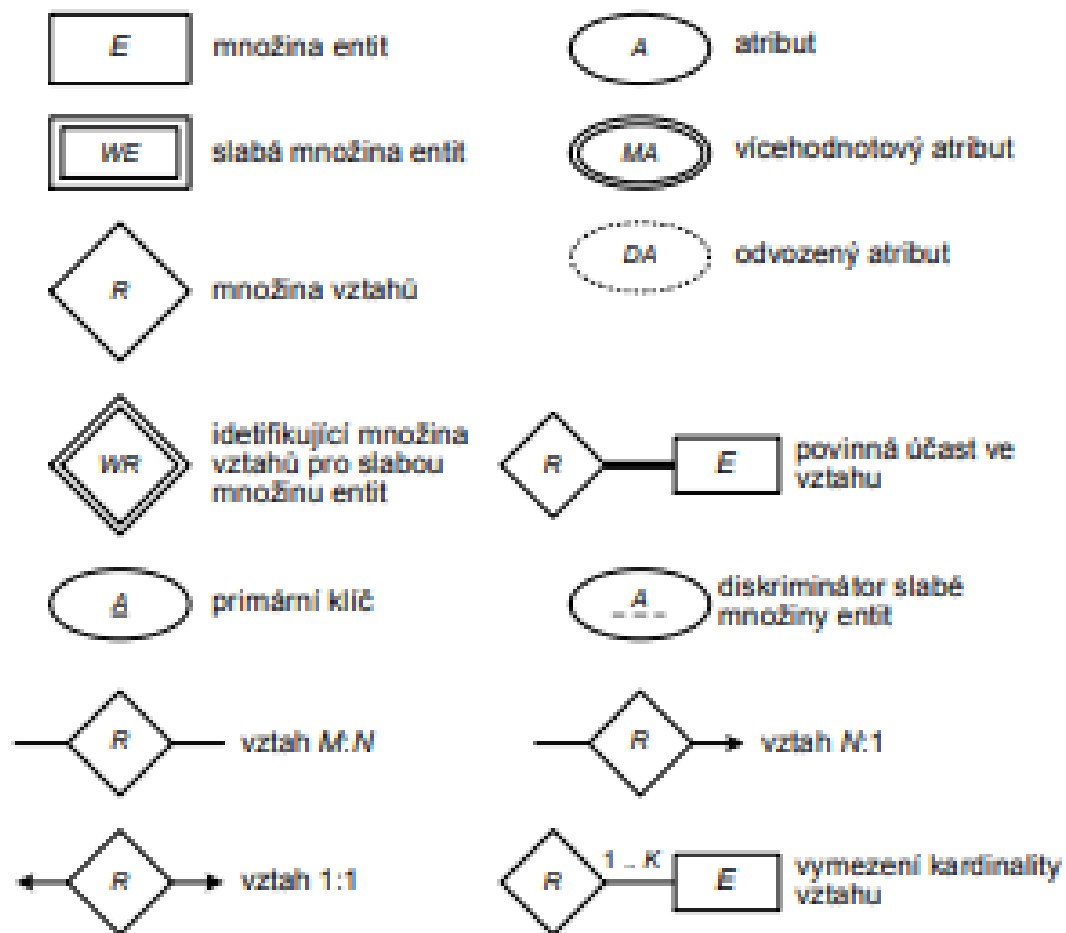 E množina entit
A atribut
WE slabá množina entit
MA vícehodnotový atribut
R množina vztahů
DA odvozený atribut
WR idetifikující množina
vztahů pro slabou
množinu entit
R E povinná účast ve
vztahu
A primární klíč
A diskriminátor slabé
množiny entit
R vztah M:N
R vztah N:1
R vztah 1:1
R 1 .. K E vymezení kardinality
vztahu